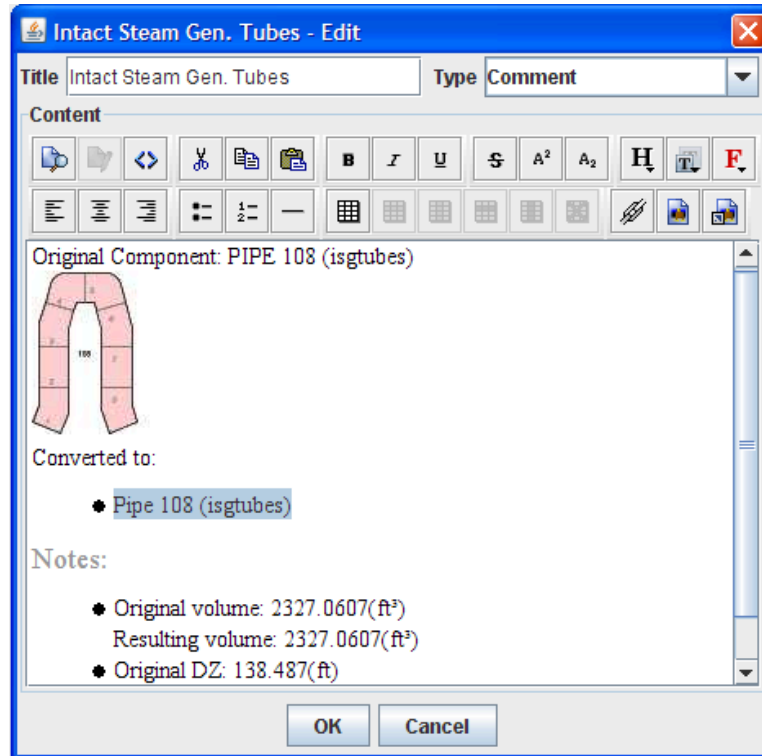 Intact Steam Gen. Tubes - Edit
Title Intact Steam Gen. Tubes Type Comment
Content
B I U S A² A₂ H T F
Original Component: PIPE 108 (isgtubes)
108
Converted to:
Pipe 108 (isgtubes)
Notes:
Original volume: 2327.0607(ft³)
Resulting volume: 2327.0607(ft³)
Original DZ: 138.487(ft)
OK Cancel